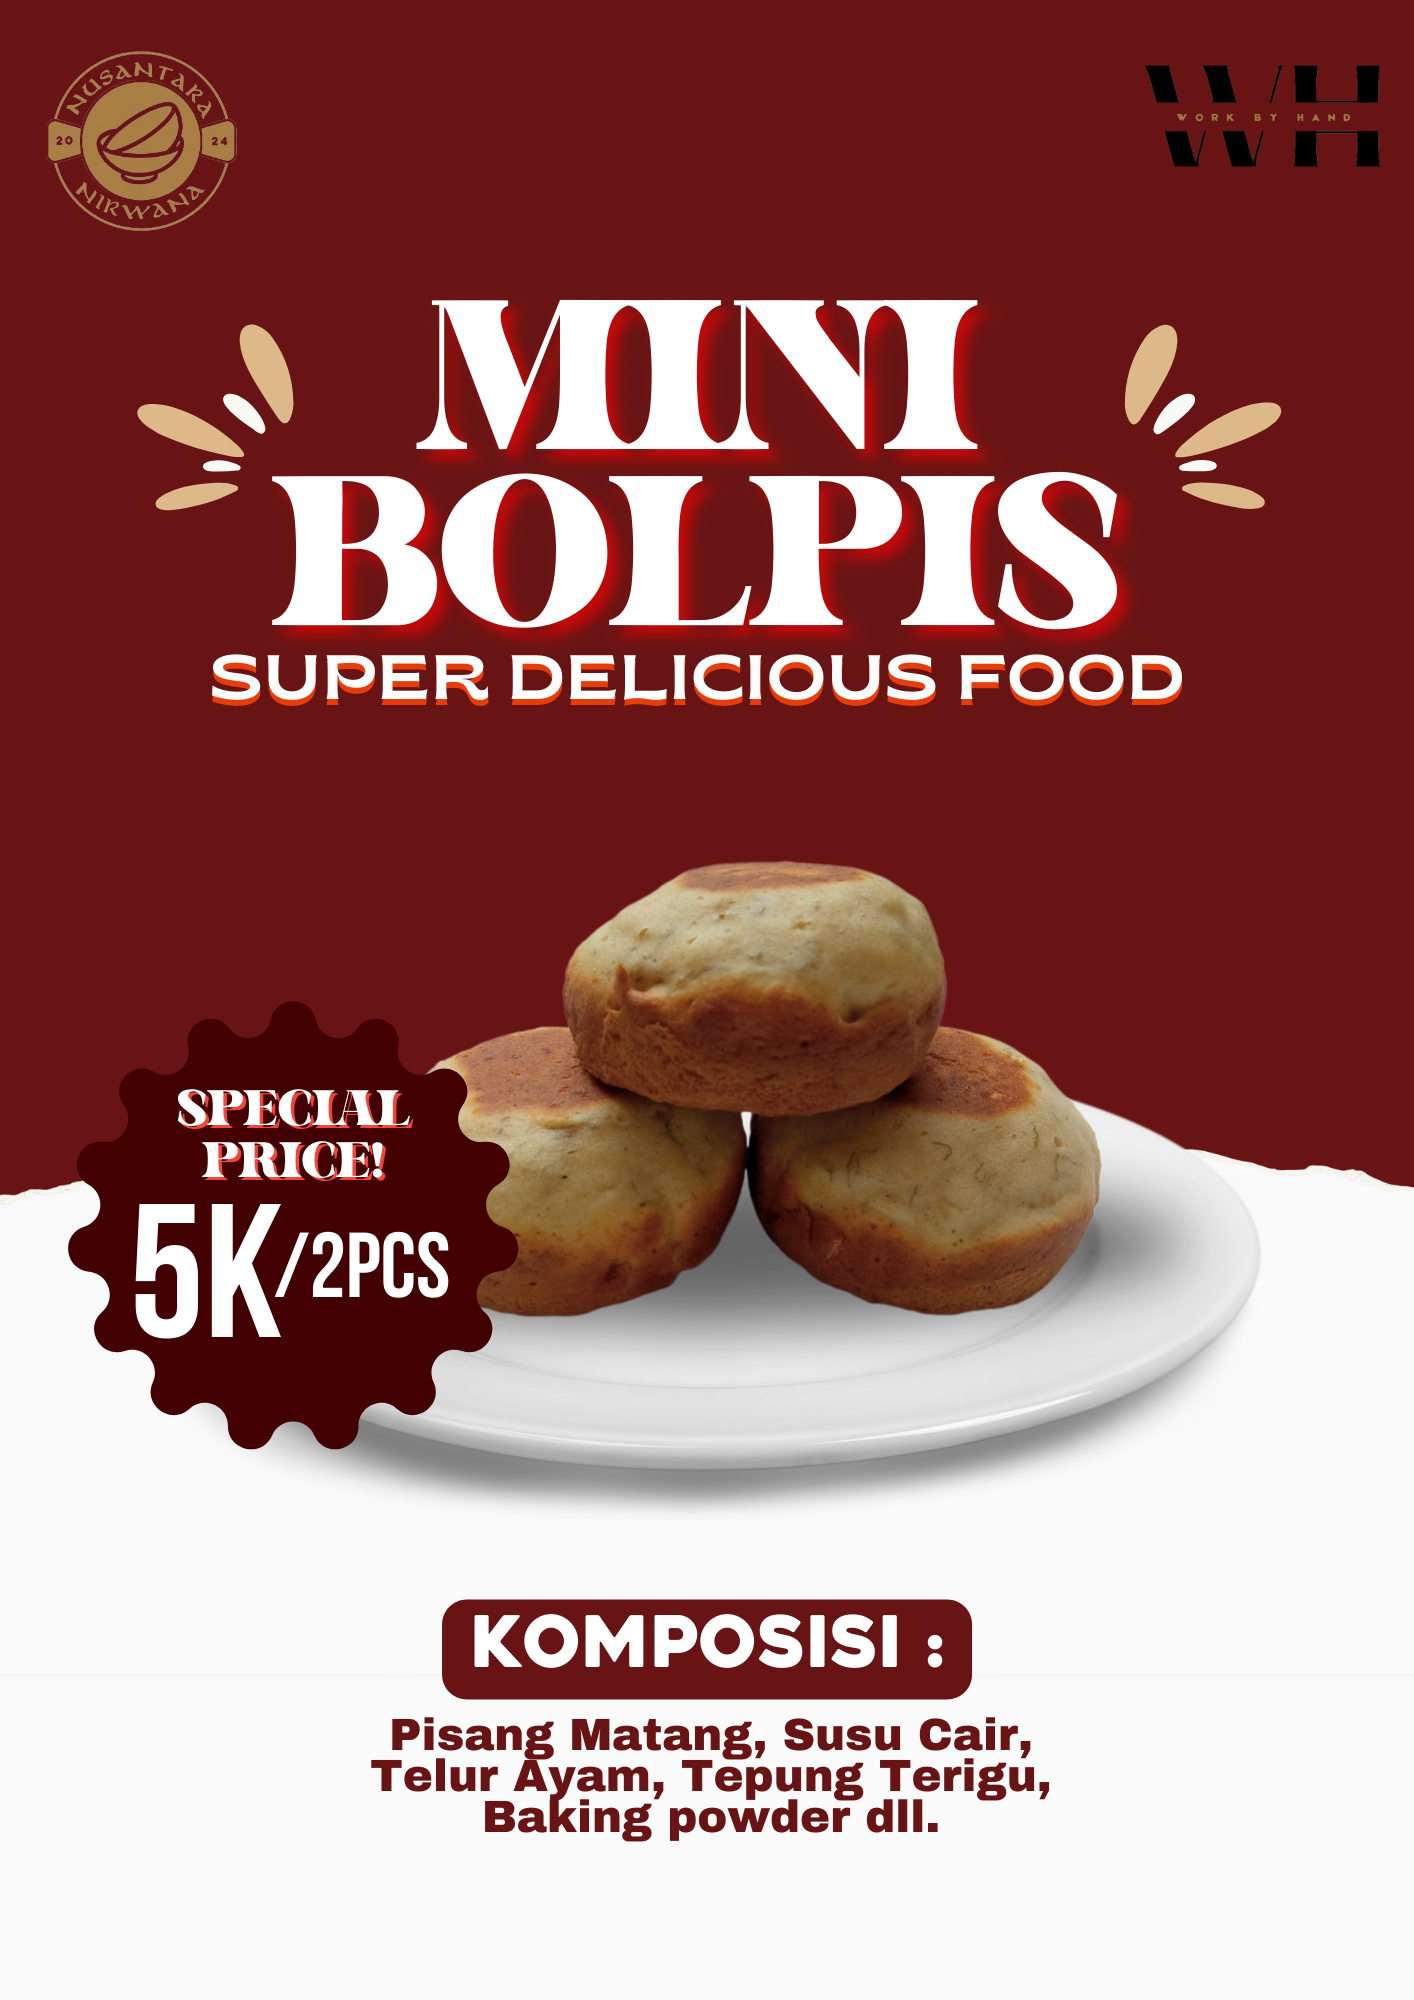 NUSANTARA
20 24
NIRWANA
WH
WORK BY HAND
MINI
BOLPIS
SUPER DELICIOUS FOOD
SPECIAL
PRICE!
5K/2PCS
KOMPOSISI :
Pisang Matang, Susu Cair,
Telur Ayam, Tepung Terigu,
Baking powder dll.